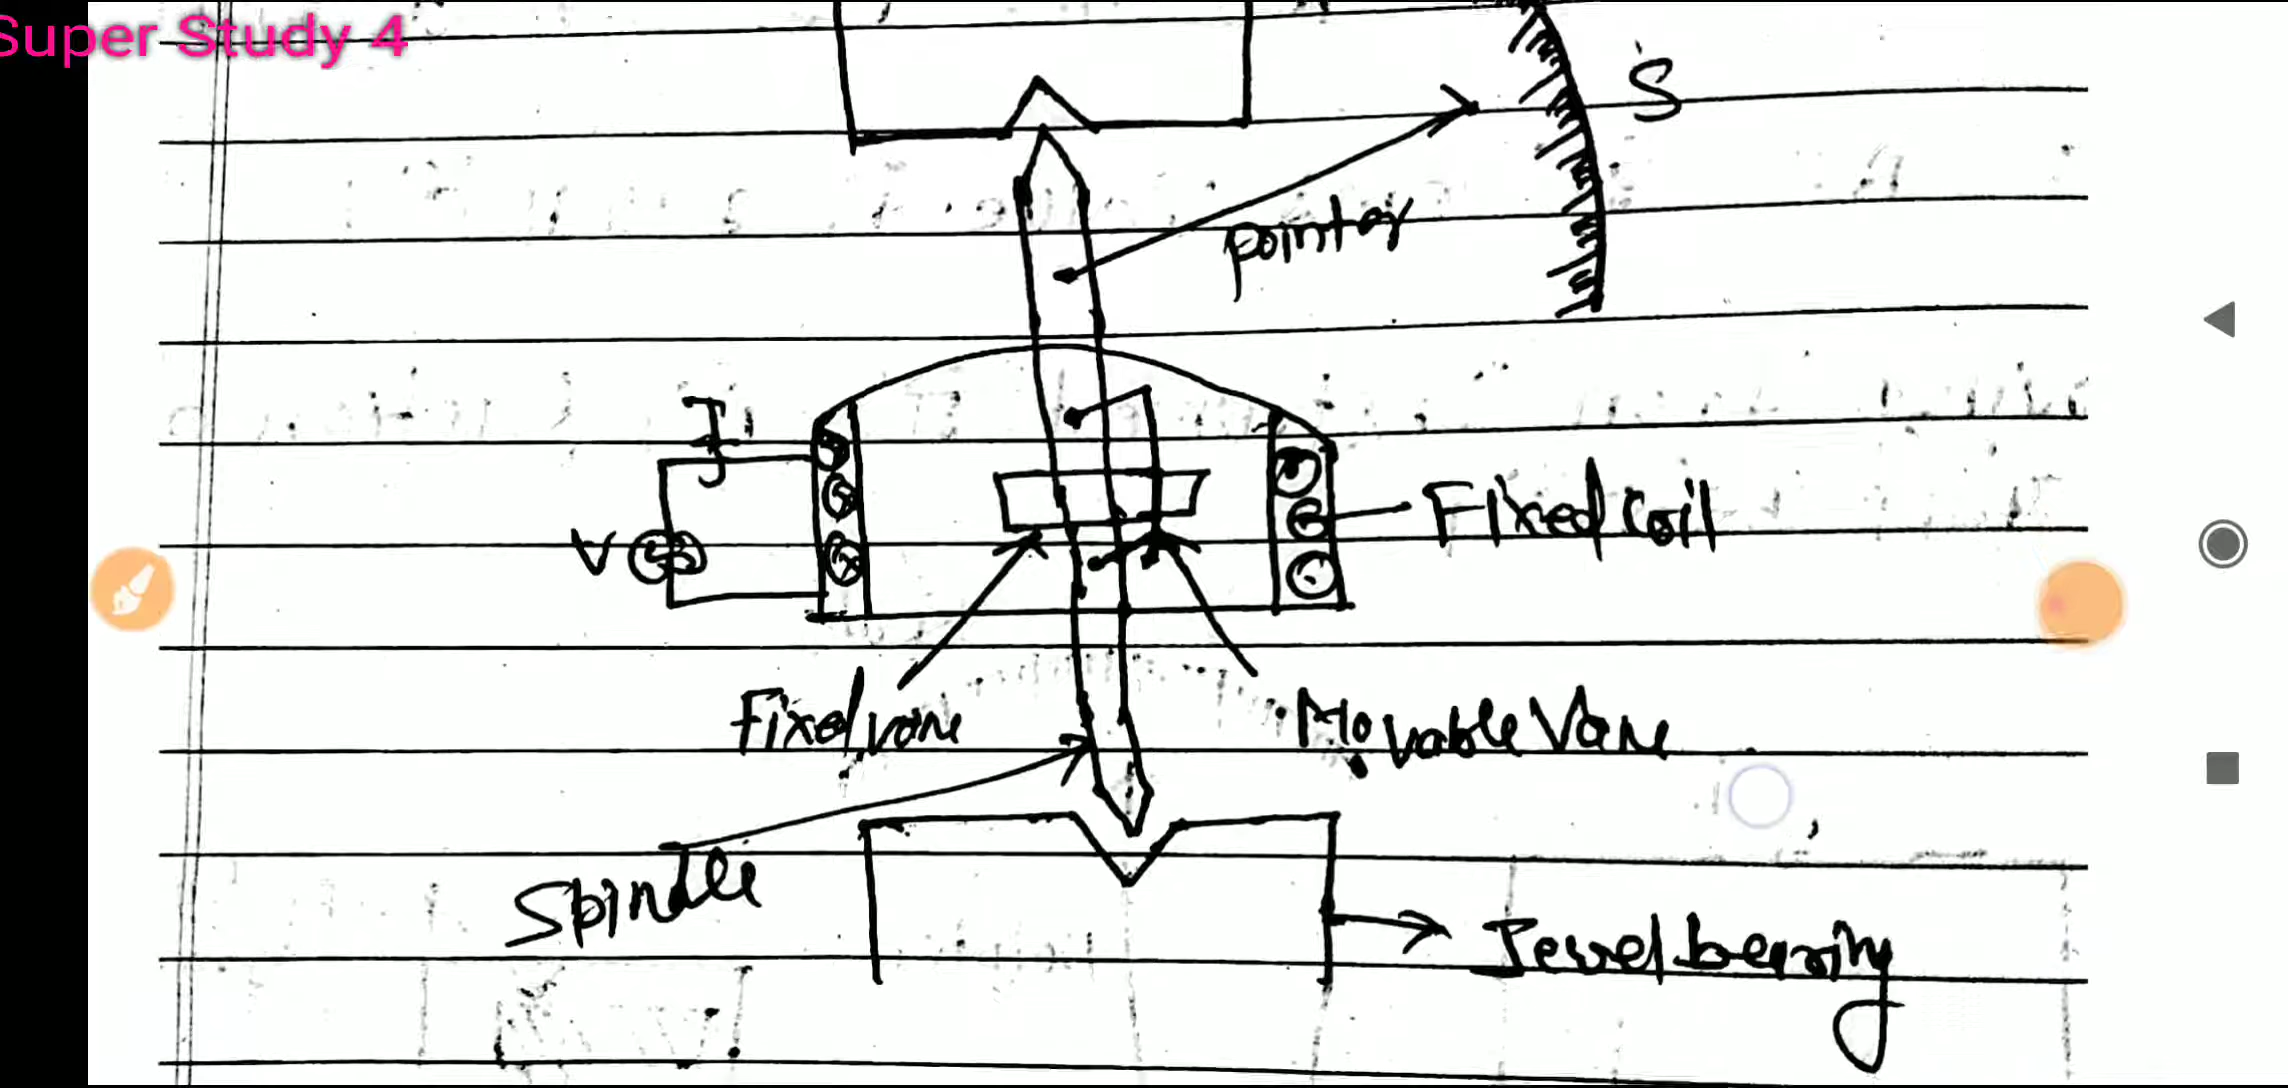 Super Study 4
S
pointer
I
V
Fixed Coil
Fixed vane
Movable Vane
Spindle
Jewel bearing